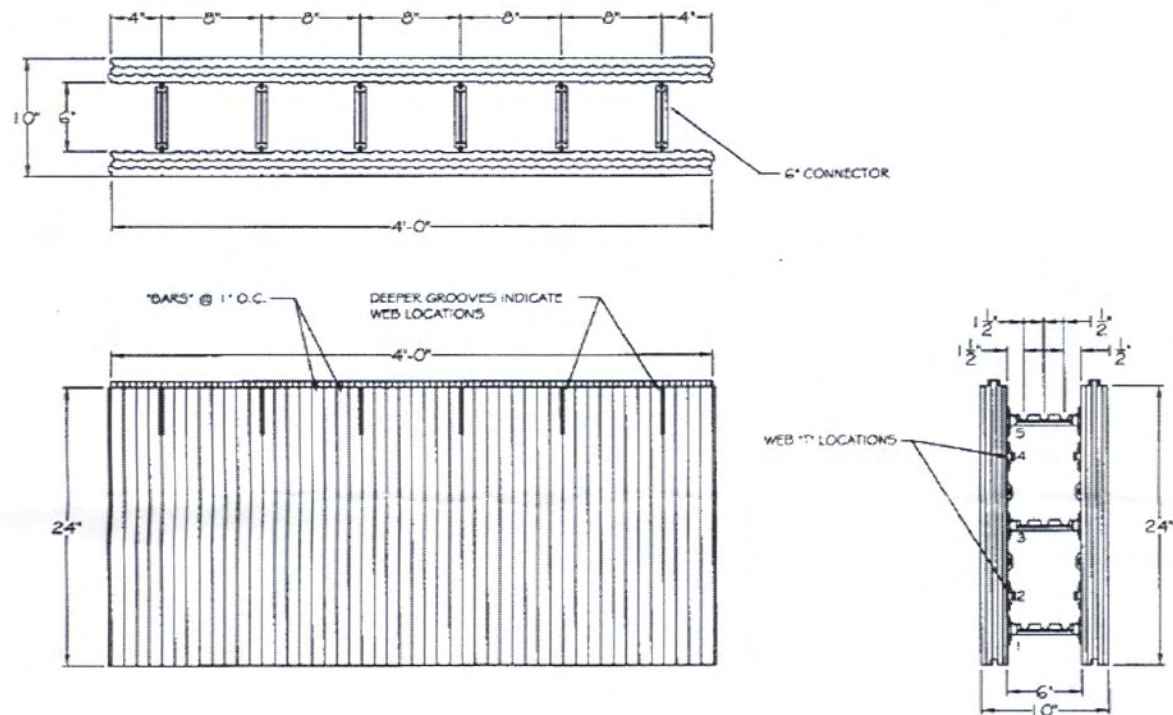 4" 8" 8" 8" 8" 8" 4"
10"
6"
6" CONNECTOR
4'-0"
"BARS" @ 1" O.C.
DEEPER GROOVES INDICATE
WEB LOCATIONS
4'-0"
24"
1 1/2" 1 1/2"
1 1/2" 1 1/2"
WEB "T" LOCATIONS
5
4
3
2
1
24"
6"
10"